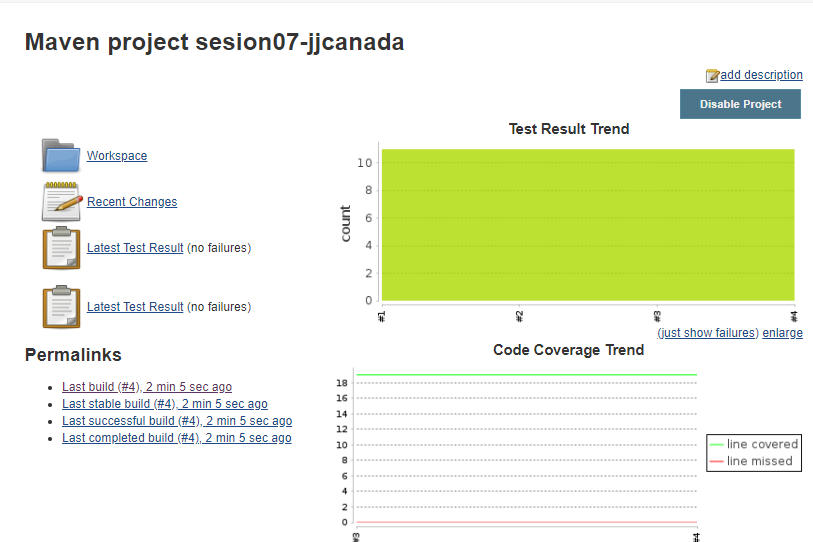 Maven project sesion07-jjcanada
add description
Disable Project
Workspace
Recent Changes
Latest Test Result (no failures)
Latest Test Result (no failures)
Test Result Trend
count
10
8
6
4
2
0
#1
#2
#3
#4
(just show failures) enlarge
Permalinks
Last build (#4), 2 min 5 sec ago
Last stable build (#4), 2 min 5 sec ago
Last successful build (#4), 2 min 5 sec ago
Last completed build (#4), 2 min 5 sec ago
Code Coverage Trend
18
16
14
12
10
8
6
4
2
0
#3
#4
line covered
line missed